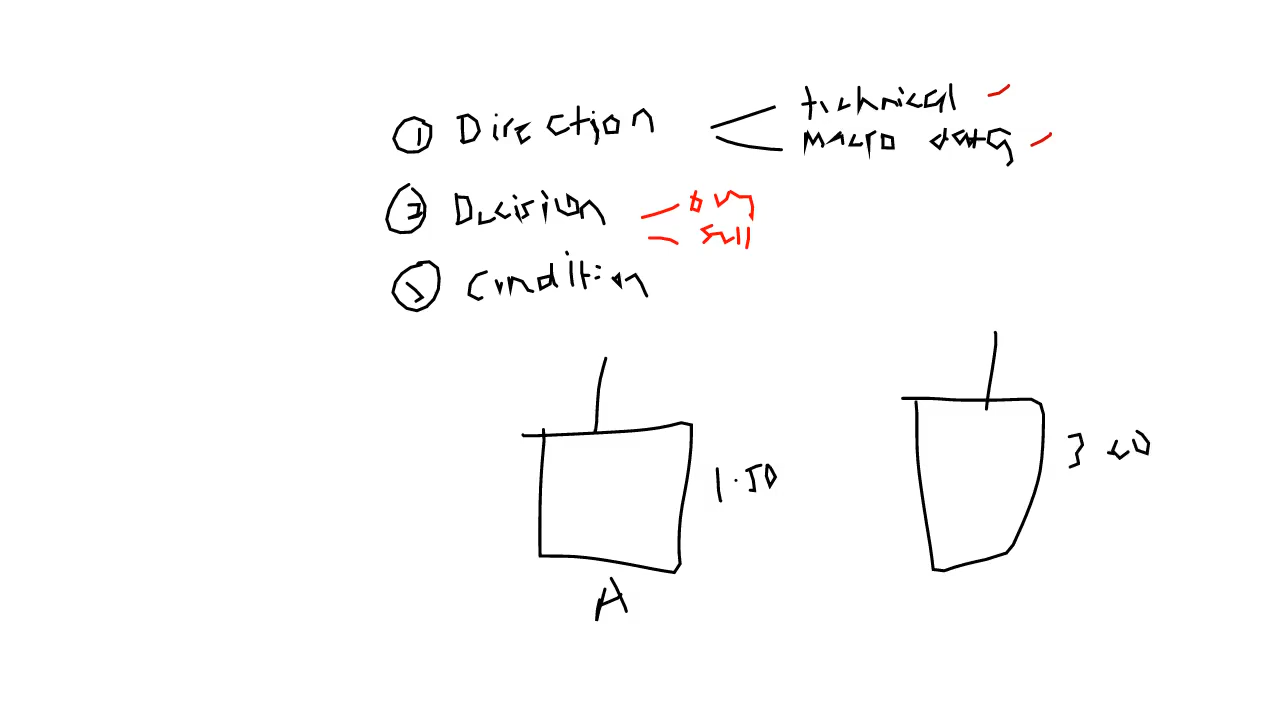 ① Direction technical
macro data
② Decision buy
sell
③ Condition
1.50
A